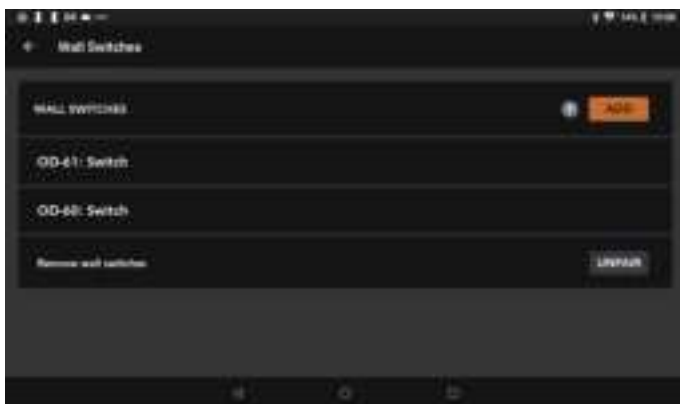 Wall Switches
WALL SWITCHES
ADD
OD-61: Switch
OD-60: Switch
Remove wall switches
UNPAIR